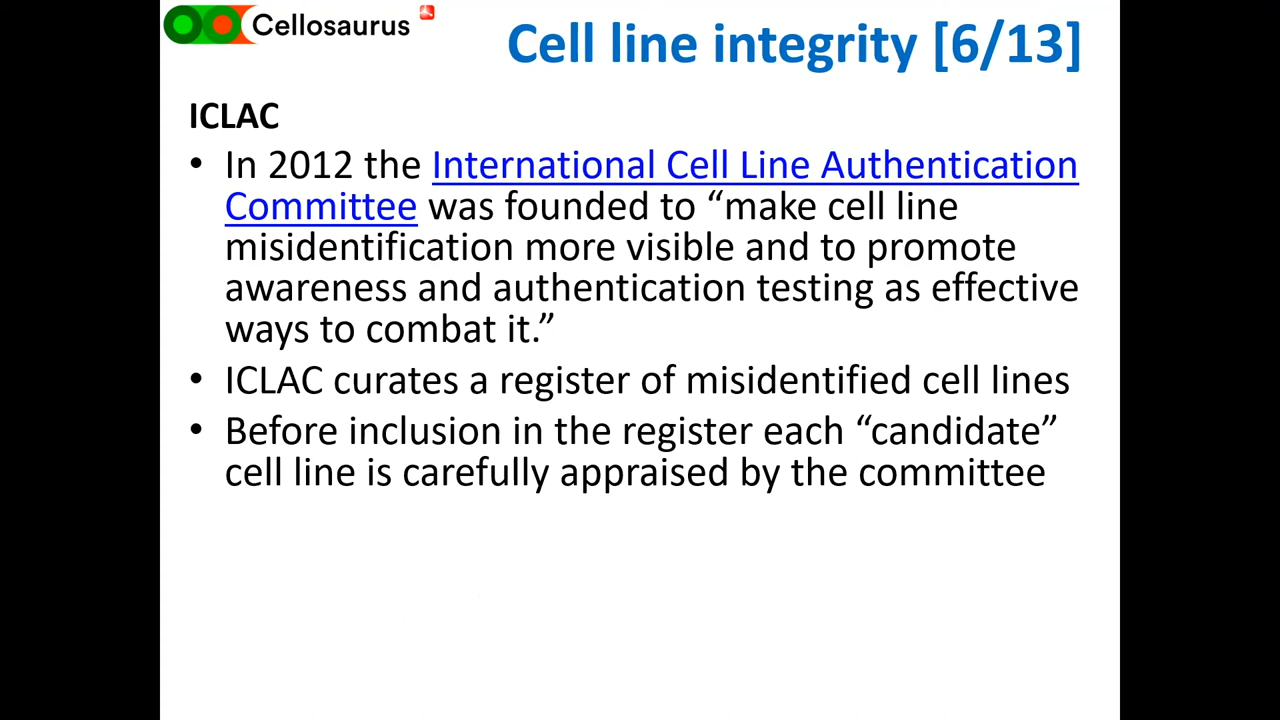 Cellosaurus
Cell line integrity [6/13]
ICLAC
• In 2012 the International Cell Line Authentication
Committee was founded to “make cell line
misidentification more visible and to promote
awareness and authentication testing as effective
ways to combat it.”
• ICLAC curates a register of misidentified cell lines
• Before inclusion in the register each “candidate”
cell line is carefully appraised by the committee